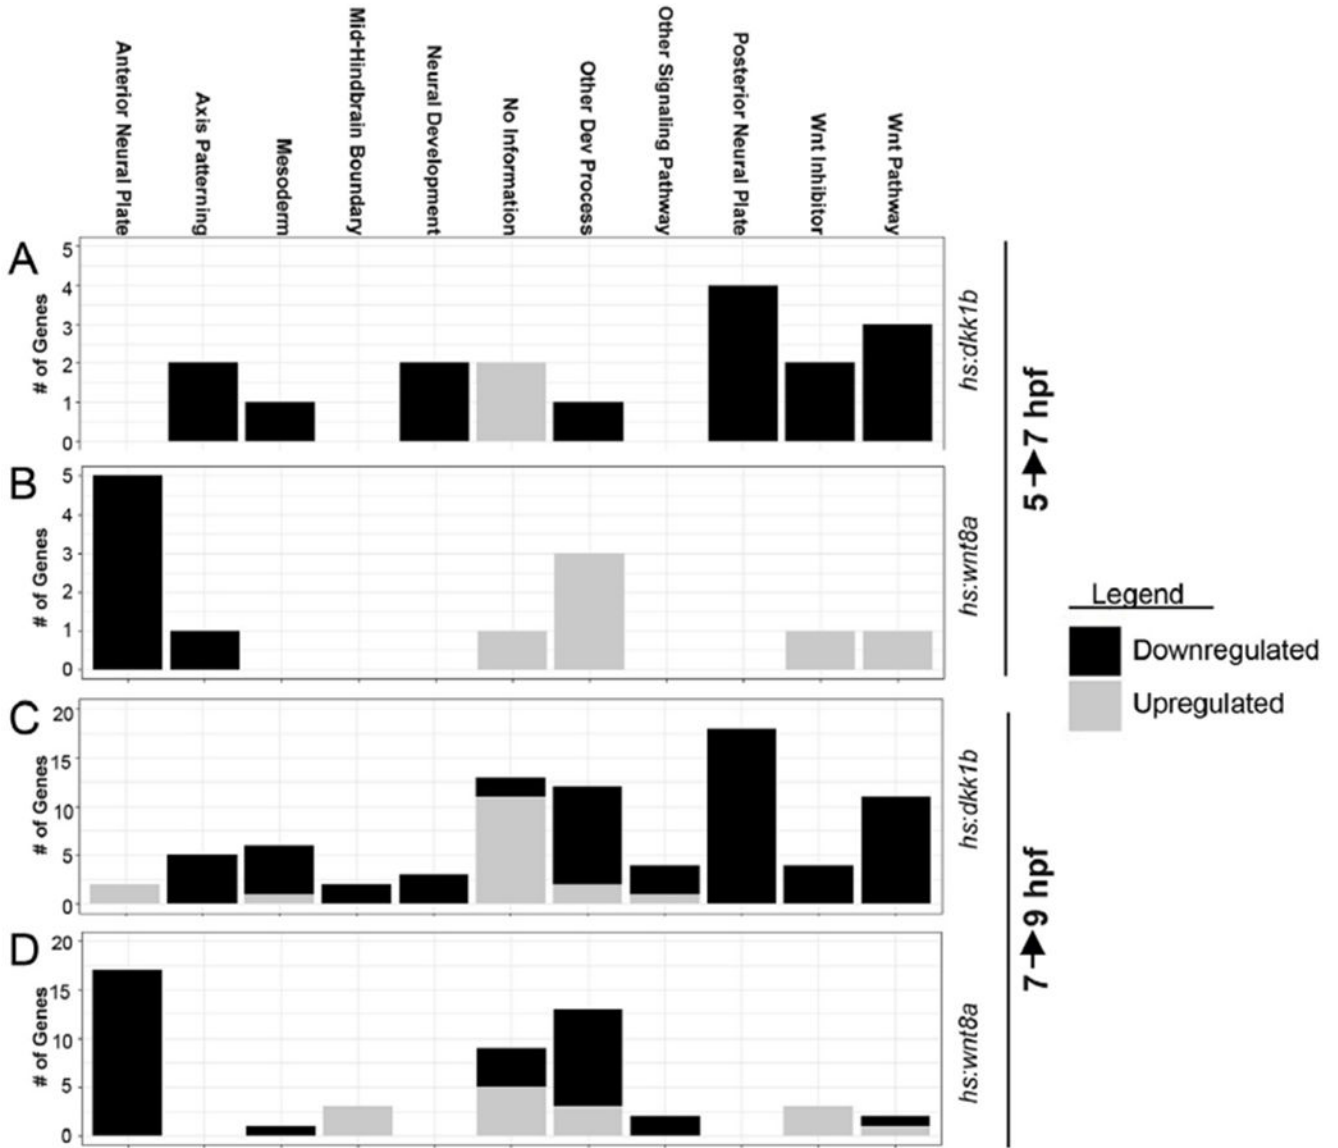 Anterior Neural Plate
Axis Patterning
Mesoderm
Mid-Hindbrain Boundary
Neural Development
No Information
Other Dev Process
Other Signaling Pathway
Posterior Neural Plate
Wnt Inhibitor
Wnt Pathway
A
# of Genes
5
4
3
2
1
0
hs:dkk1b
B
# of Genes
5
4
3
2
1
0
hs:wnt8a
5→7 hpf
C
# of Genes
20
15
10
5
0
hs:dkk1b
D
# of Genes
20
15
10
5
0
hs:wnt8a
7→9 hpf
Legend
Downregulated
Upregulated